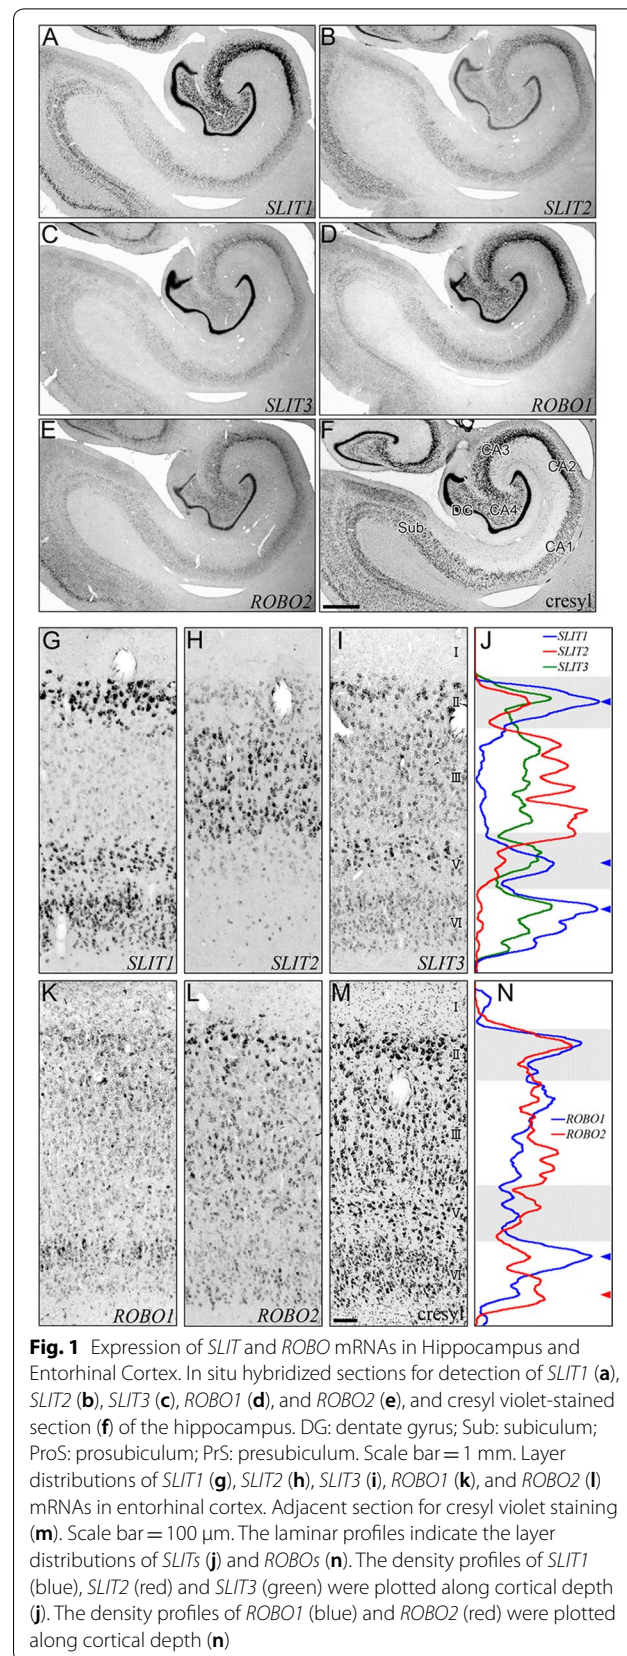 A
SLIT1
B
SLIT2
C
SLIT3
D
ROBO1
E
ROBO2
F
CA3
CA2
DG
CA4
Sub
CA1
cresyl
G
SLIT1
H
SLIT2
I
I
II
III
V
VI
SLIT3
J
SLIT1
SLIT2
SLIT3
K
ROBO1
L
ROBO2
M
I
II
III
V
VI
cresyl
N
ROBO1
ROBO2
Fig. 1 Expression of SLIT and ROBO mRNAs in Hippocampus and
Entorhinal Cortex. In situ hybridized sections for detection of SLIT1 (a),
SLIT2 (b), SLIT3 (c), ROBO1 (d), and ROBO2 (e), and cresyl violet-stained
section (f) of the hippocampus. DG: dentate gyrus; Sub: subiculum;
ProS: prosubiculum; PrS: presubiculum. Scale bar = 1 mm. Layer
distributions of SLIT1 (g), SLIT2 (h), SLIT3 (i), ROBO1 (k), and ROBO2 (l)
mRNAs in entorhinal cortex. Adjacent section for cresyl violet staining
(m). Scale bar = 100 μm. The laminar profiles indicate the layer
distributions of SLITs (j) and ROBOs (n). The density profiles of SLIT1
(blue), SLIT2 (red) and SLIT3 (green) were plotted along cortical depth
(j). The density profiles of ROBO1 (blue) and ROBO2 (red) were plotted
along cortical depth (n)